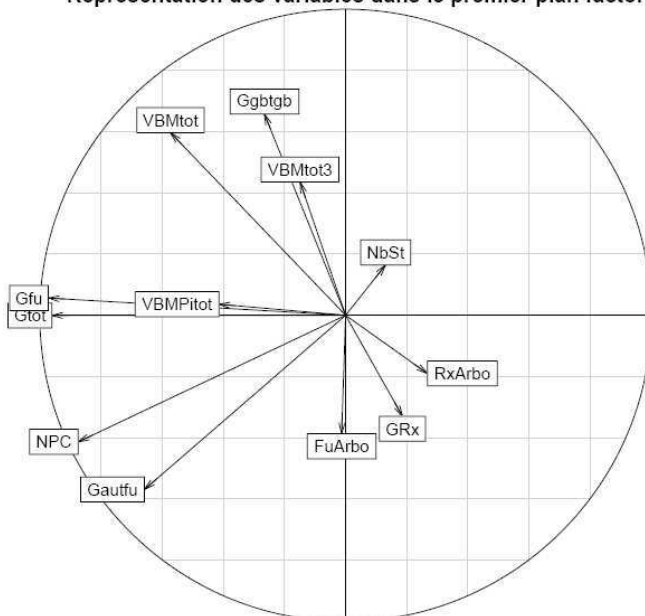 Représentation des variables dans le premier plan factor
Ggbtgb
VBMtot
VBMtot3
NbSt
Gfu
VBMPitot
Gtot
RxArbo
GRx
NPC
FuArbo
Gautfu